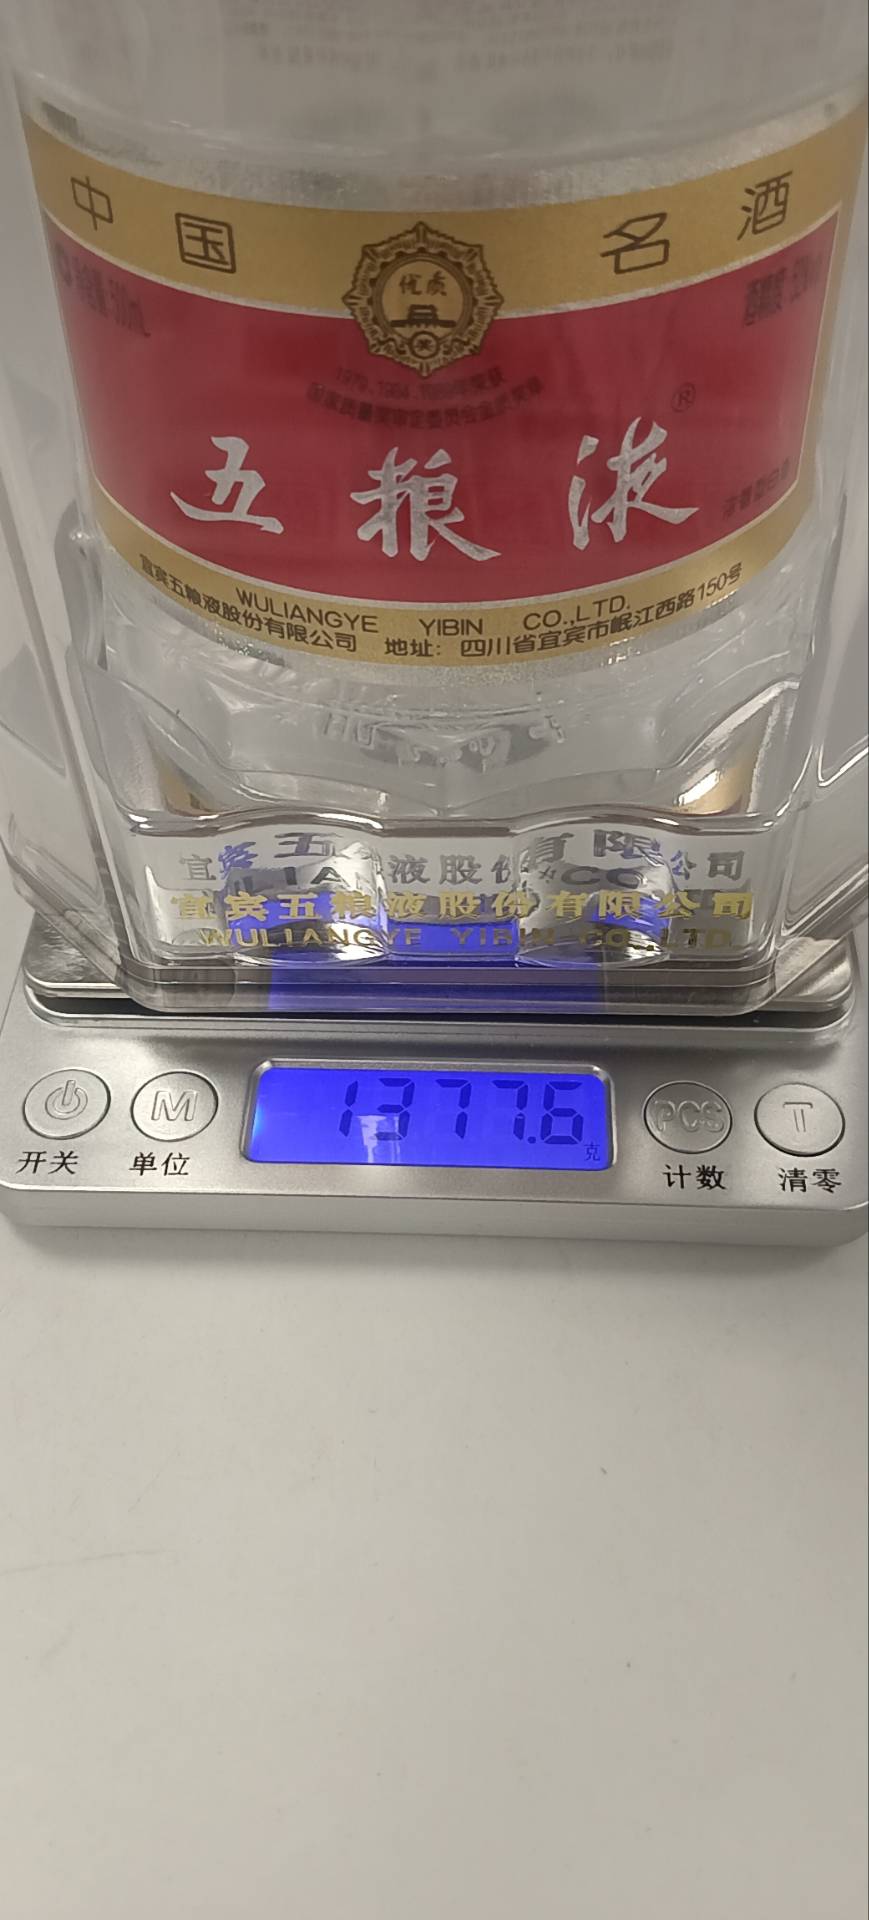 中国名酒
优质
五粮液®
WULIANGYE YIBIN CO.,LTD.
宜宾五粮液股份有限公司 地址：四川省宜宾市岷江西路150号
宜宾五粮液股份有限公司
WULIANGYE YIBIN CO.,LTD
1377.6
克
M
PCS
T
开关 单位 计数 清零